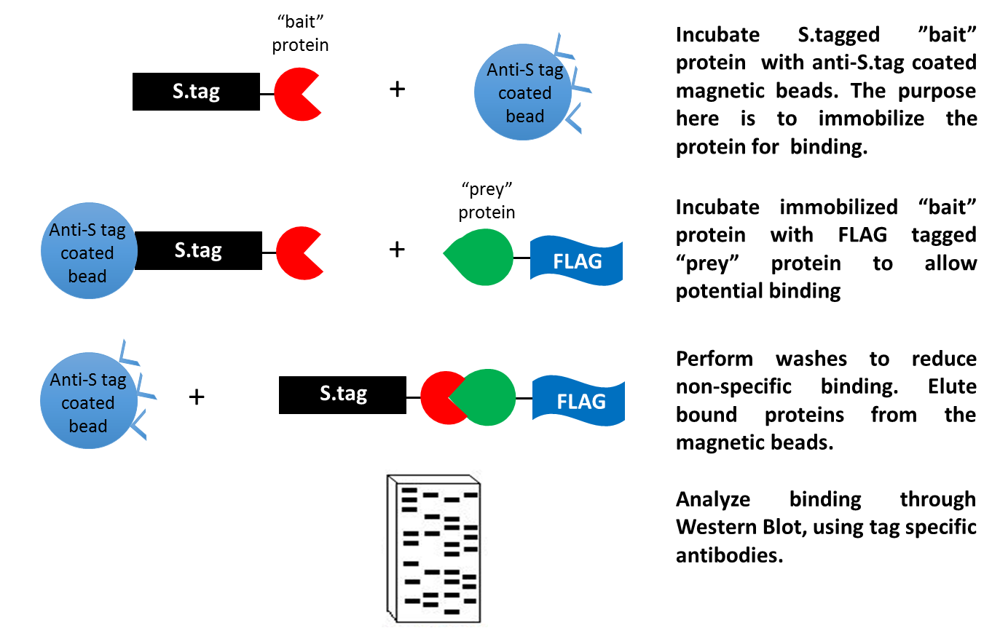 “bait”
protein
S.tag
+
Anti-S tag
coated
bead
Incubate S.tagged ”bait”
protein with anti-S.tag coated
magnetic beads. The purpose
here is to immobilize the
protein for binding.
“prey”
protein
Anti-S tag
coated
bead
S.tag
+
FLAG
Incubate immobilized “bait”
protein with FLAG tagged
“prey” protein to allow
potential binding
Anti-S tag
coated
bead
+
S.tag
FLAG
Perform washes to reduce
non-specific binding. Elute
bound proteins from the
magnetic beads.
Analyze binding through
Western Blot, using tag specific
antibodies.